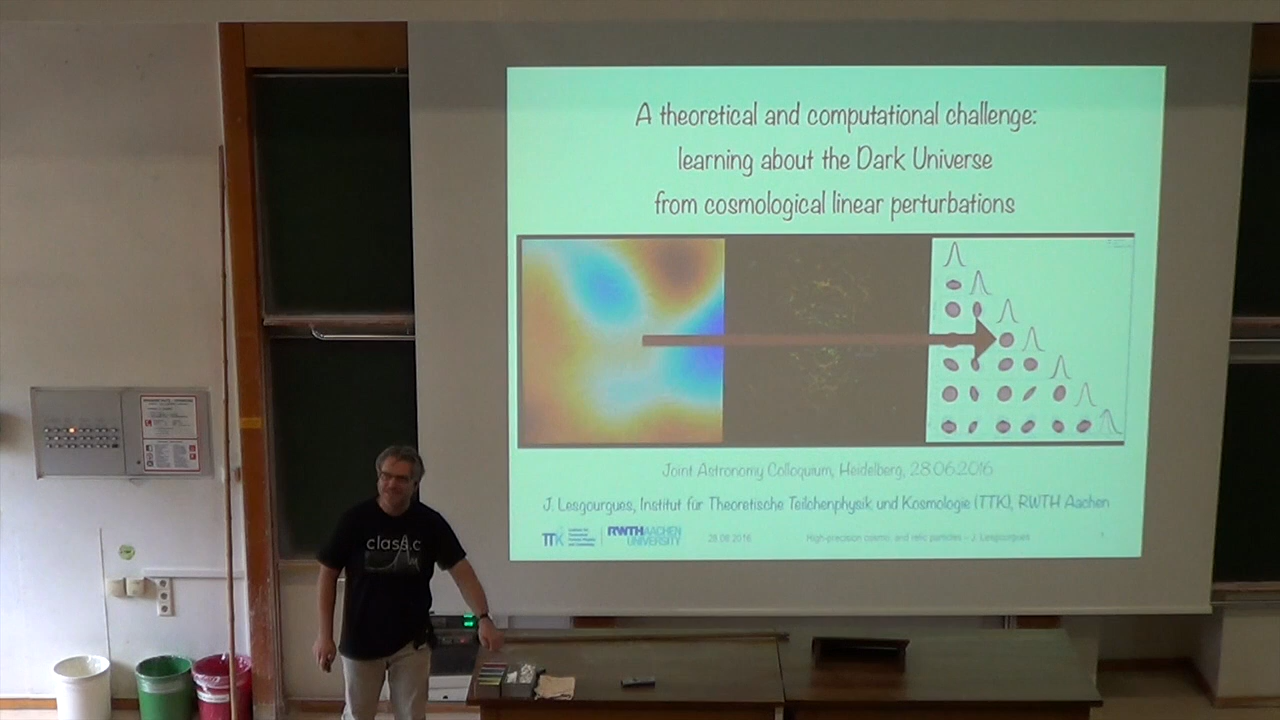 A theoretical and computational challenge:
learning about the Dark Universe
from cosmological linear perturbations
Joint Astronomy Colloquium, Heidelberg, 28.06.2016
J. Lesgourgues, Institut für Theoretische Teilchenphysik und Kosmologie (TTK), RWTH Aachen
TTK
RWTH AACHEN
UNIVERSITY
28.06.2016
High-precision cosmo. and relic particles – J. Lesgourgues
class.c